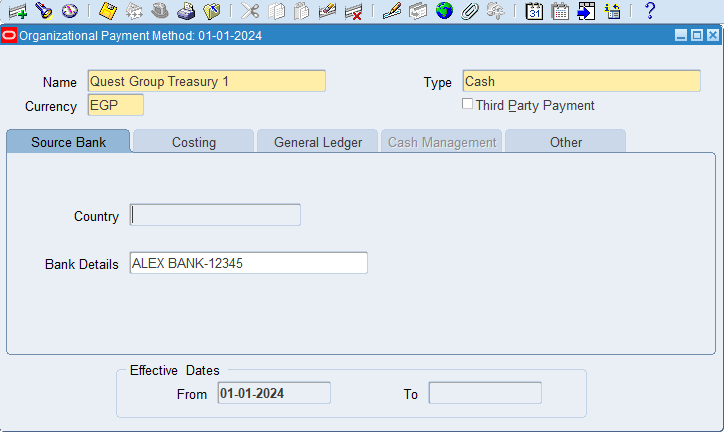 Organizational Payment Method: 01-01-2024
Name Quest Group Treasury 1 Type Cash
Currency EGP Third Party Payment
Source Bank Costing General Ledger Cash Management Other
Country
Bank Details ALEX BANK-12345
Effective Dates
From 01-01-2024 To